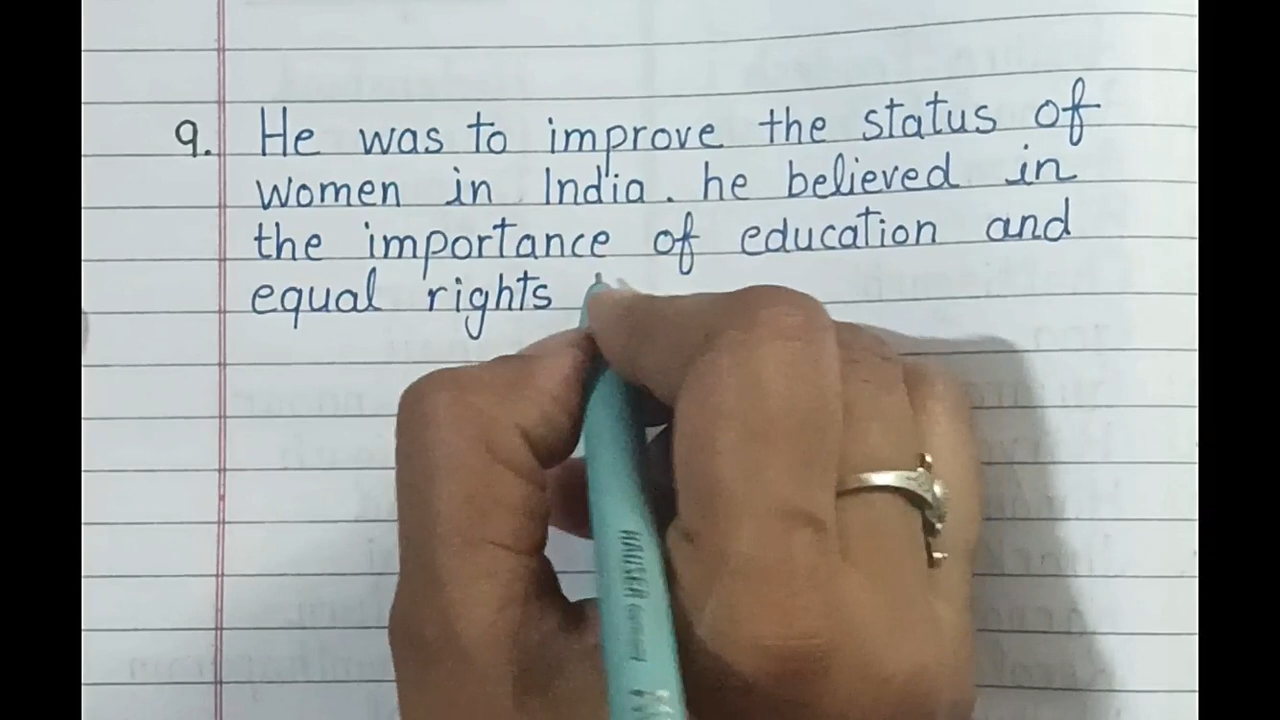 9. He was to improve the status of
women in India. he believed in
the importance of education and
equal rights
HAUSER